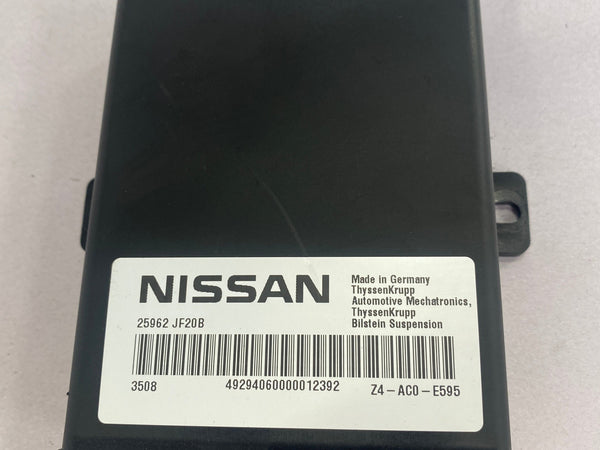 NISSAN
25962 JF20B
Made in Germany
ThyssenKrupp
Automotive Mechatronics,
ThyssenKrupp
Bilstein Suspension
3508 49294060000012392 Z4-AC0-E595